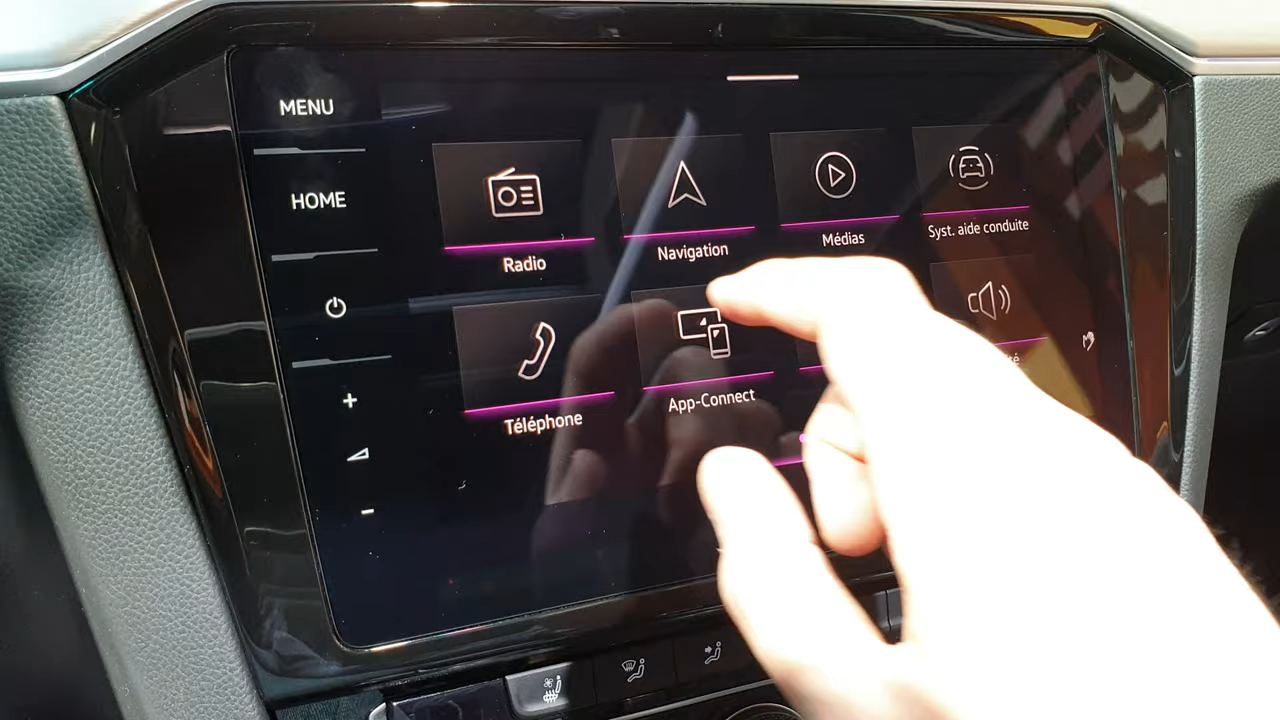 MENU
HOME
Radio
Navigation
Médias
Syst. aide conduite
Téléphone
App-Connect